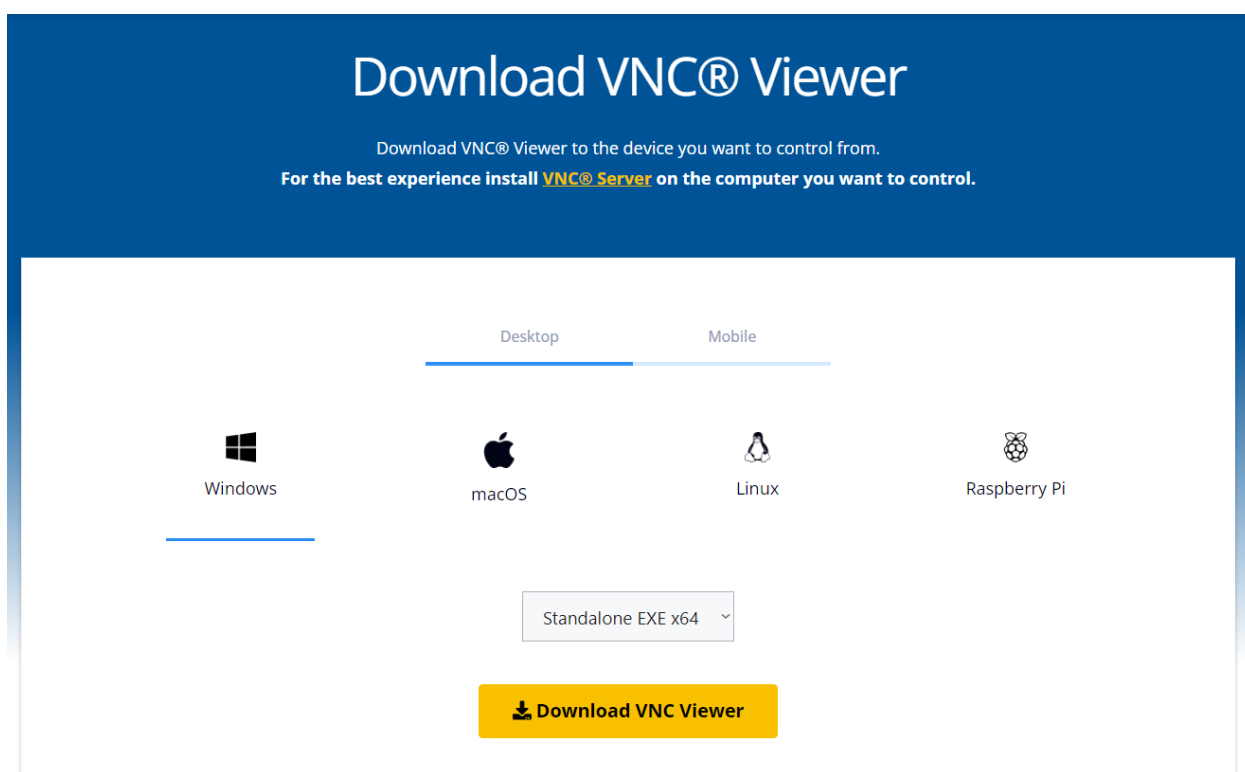 Download VNC® Viewer
Download VNC® Viewer to the device you want to control from.
For the best experience install VNC® Server on the computer you want to control.
Desktop
Mobile
Windows
macOS
Linux
Raspberry Pi
Standalone EXE x64
Download VNC Viewer